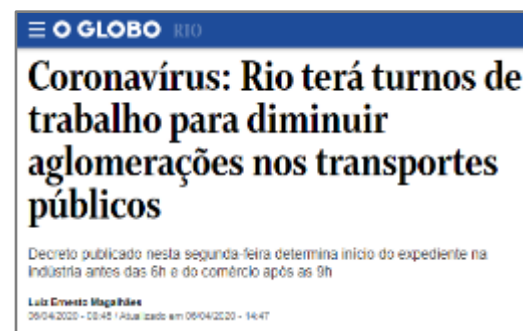 ≡ O GLOBO RIO
Coronavírus: Rio terá turnos de
trabalho para diminuir
aglomerações nos transportes
públicos
Decreto publicado nesta segunda-feira determina início do expediente na
indústria antes das 6h e do comércio após as 9h
Luiz Ernesto Magalhães
06/04/2020 - 08:48 / Atualizado em 06/04/2020 - 14:47